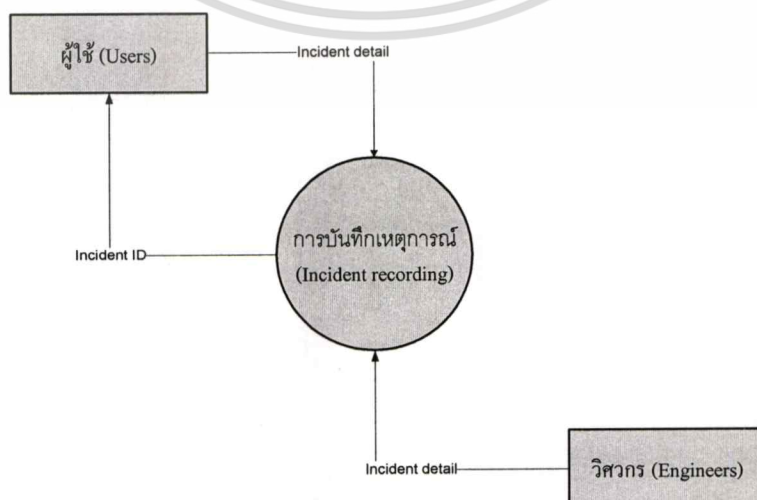 ผู้ใช้ (Users)
Incident detail
การบันทึกเหตุการณ์
(Incident recording)
Incident ID
Incident detail
วิศวกร (Engineers)